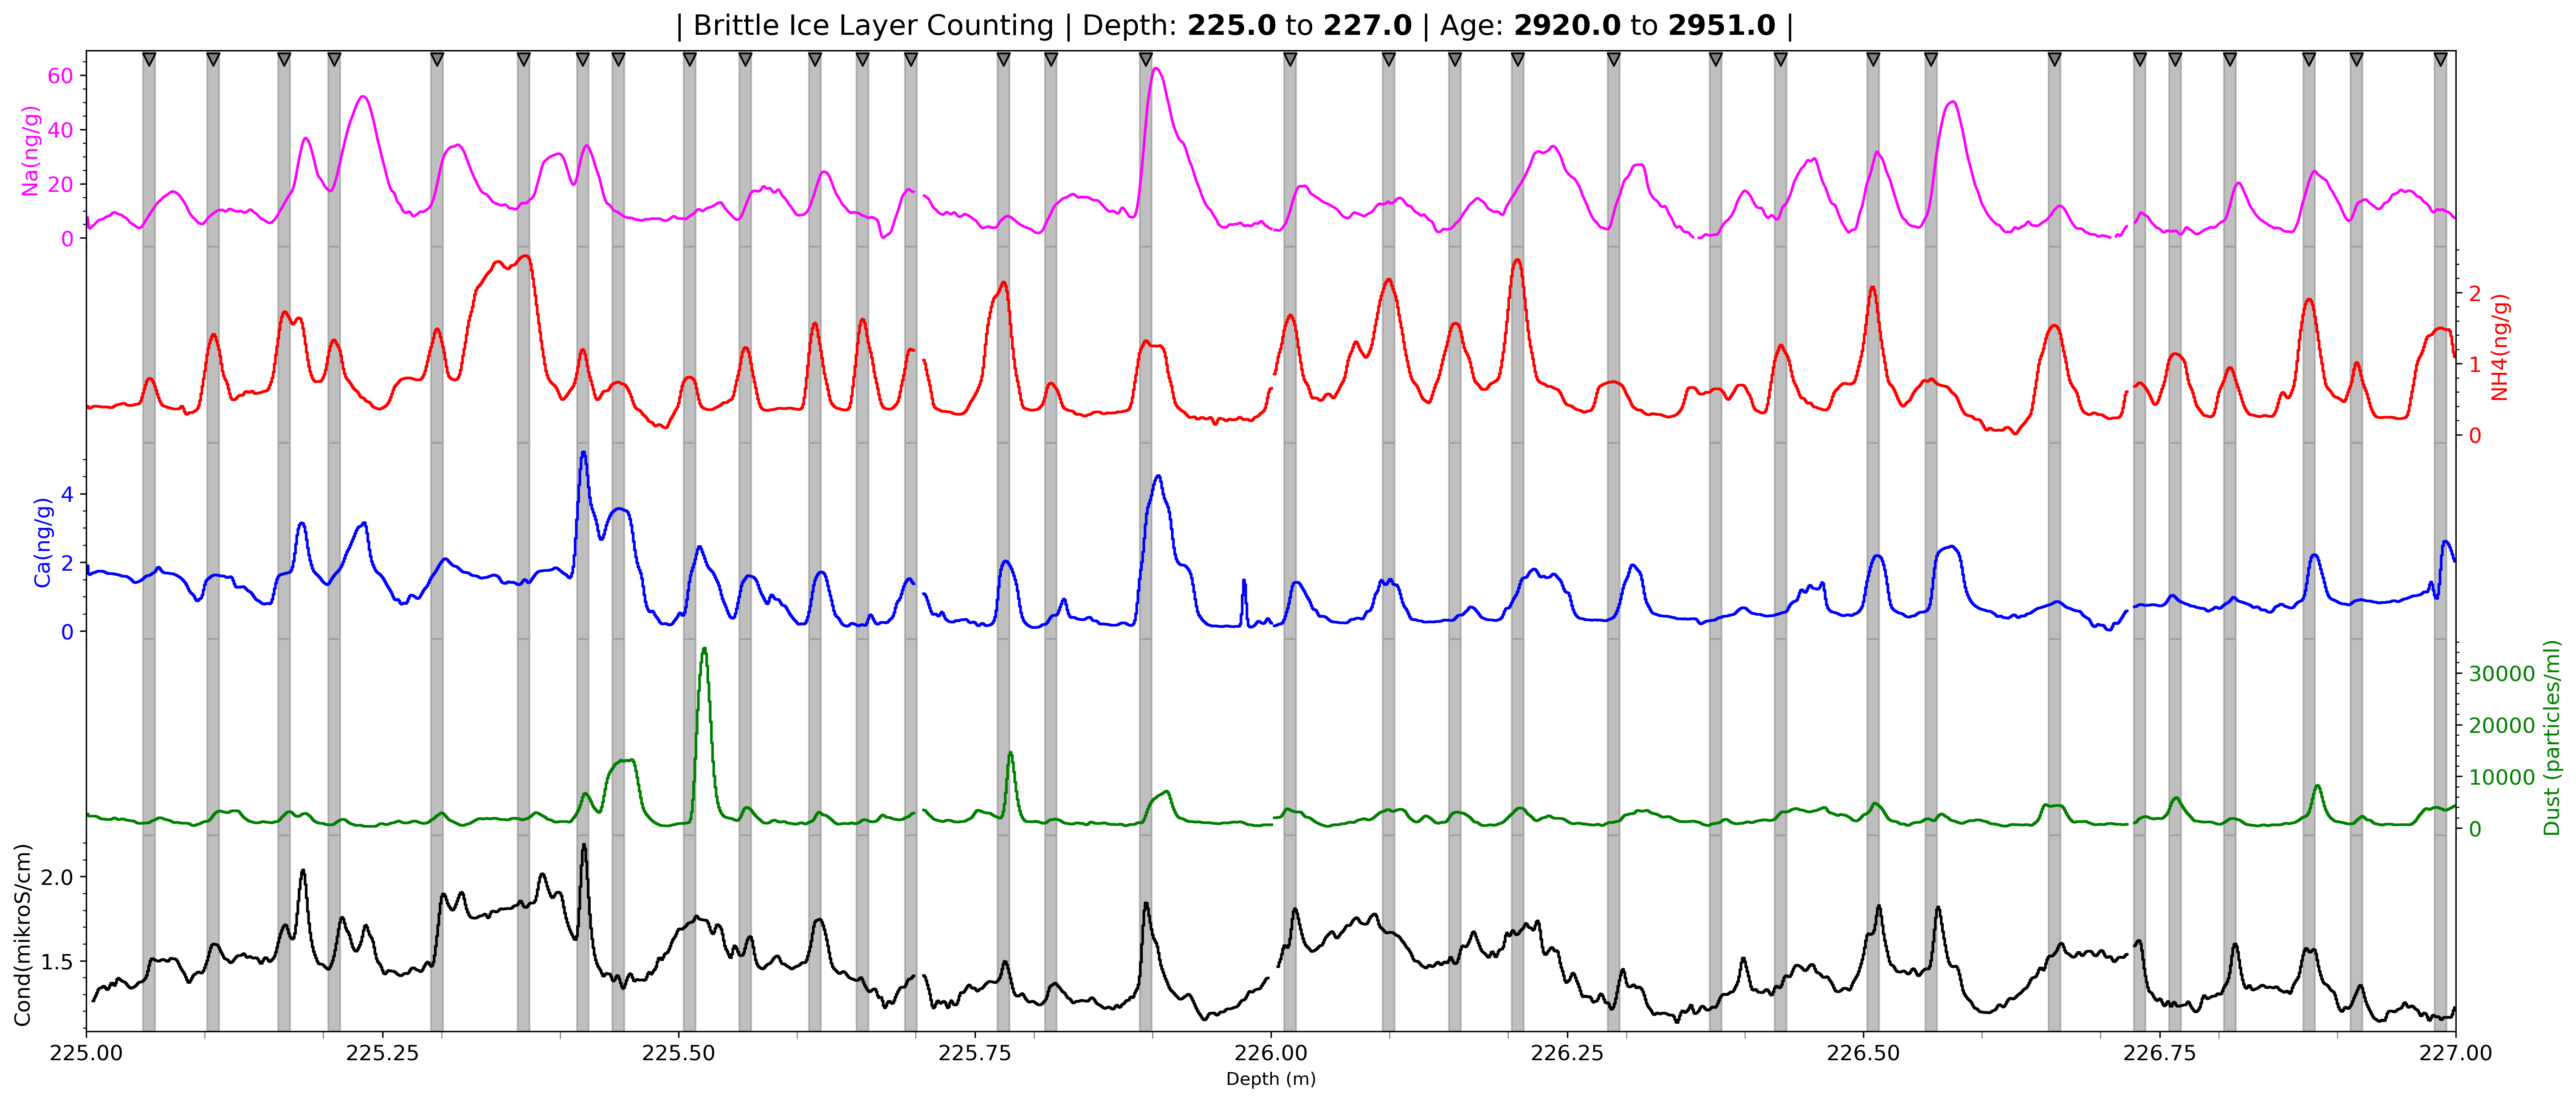 | Brittle Ice Layer Counting | Depth: 225.0 to 227.0 | Age: 2920.0 to 2951.0 |
Na(ng/g)
60
40
20
0
NH4(ng/g)
2
1
0
Ca(ng/g)
4
2
0
Dust (particles/ml)
30000
20000
10000
0
Cond(mikroS/cm)
2.0
1.5
225.00 225.25 225.50 225.75 226.00 226.25 226.50 226.75 227.00
Depth (m)